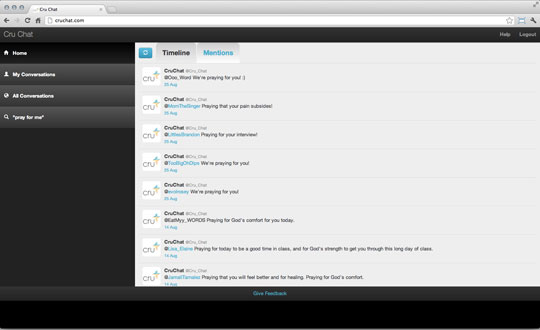 Cru Chat
cruchat.com
Cru Chat
Help Logout
Home
My Conversations
All Conversations
"pray for me"
Timeline Mentions
CruChat @Cru_Chat
@Ooo_Word We're praying for you! :)
25 Aug
CruChat @Cru_Chat
@MomTheSinger Praying that your pain subsides!
25 Aug
CruChat @Cru_Chat
Praying for your interview!
25 Aug
CruChat @Cru_Chat
@TooBigOhDips We're praying for you!
25 Aug
CruChat @Cru_Chat
We're praying for you!
25 Aug
CruChat @Cru_Chat
@EatMyy_WORDS Praying for God's comfort for you today.
14 Aug
CruChat @Cru_Chat
@Lisa_Elaine Praying for today to be a good time in class, and for God's strength to get you through this long day of class.
14 Aug
CruChat @Cru_Chat
@JamailTamales Praying that you will feel better and for healing. Praying for God's comfort.
14 Aug
cru
cru
cru
cru
cru
cru
cru
cru
Give Feedback